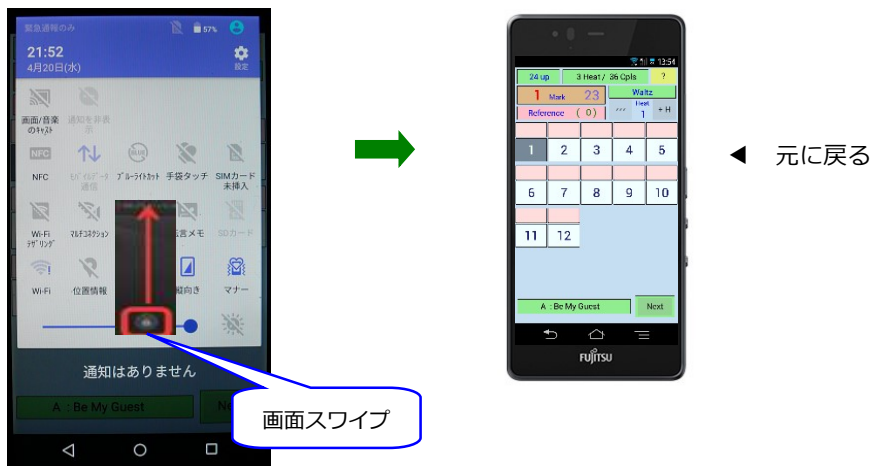 緊急通報のみ
57%
21:52
4月20日(水)
設定
画面/音楽
のｷｬｽﾄ
通知を非表
示
NFC
NFC
ﾓﾊﾞｲﾙﾃﾞｰﾀ
通信
BLUE
ﾌﾞﾙｰﾗｲﾄｶｯﾄ
手袋タッチ
SIMカード
未挿入
Wi-Fi
ﾃｻﾞﾘﾝｸﾞ
ﾏﾙﾁｺﾈｸｼｮﾝ
言メモ
SDカード
Wi-Fi
位置情報
縦向き
マナー
通知はありません
A : Be My Guest
画面スワイプ
13:54
24 up
3 Heat / 36 Cpls
?
1 Mark 23
Waltz
Reference ( 0 )
---
Heat
1
+ H
1 2 3 4 5
6 7 8 9 10
11 12
A : Be My Guest
Next
FUJITSU
◀ 元に戻る